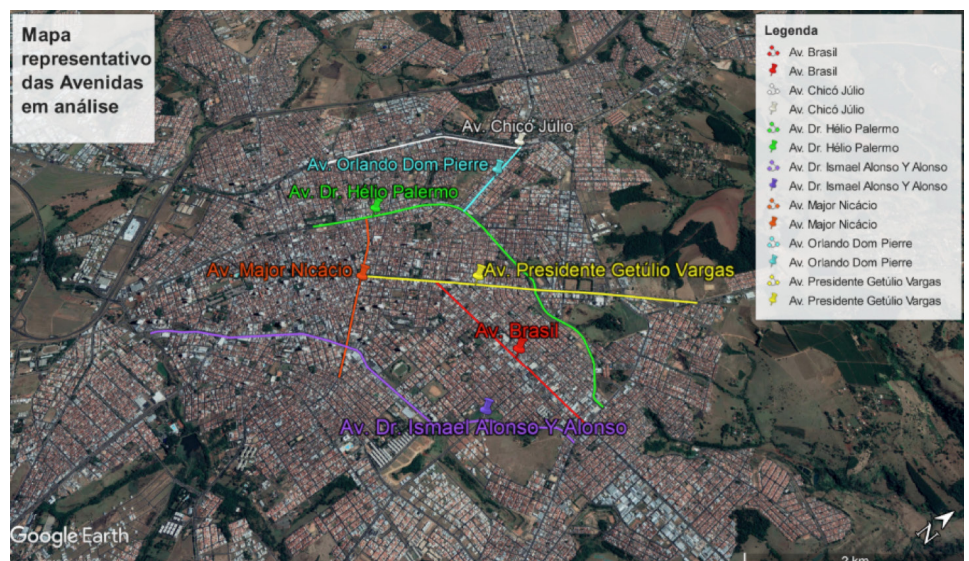 Mapa
representativo
das Avenidas
em análise
Legenda
Av. Brasil
Av. Brasil
Av. Chicó Júlio
Av. Chicó Júlio
Av. Dr. Hélio Palermo
Av. Dr. Hélio Palermo
Av. Dr. Ismael Alonso Y Alonso
Av. Dr. Ismael Alonso Y Alonso
Av. Major Nicácio
Av. Major Nicácio
Av. Orlando Dom Pierre
Av. Orlando Dom Pierre
Av. Presidente Getúlio Vargas
Av. Presidente Getúlio Vargas
Av. Chicó Júlio
Av. Orlando Dom Pierre
Av. Dr. Hélio Palermo
Av. Major Nicácio
Av. Presidente Getúlio Vargas
Av. Brasil
Av. Dr. Ismael Alonso Y Alonso
Google Earth
N
2 km